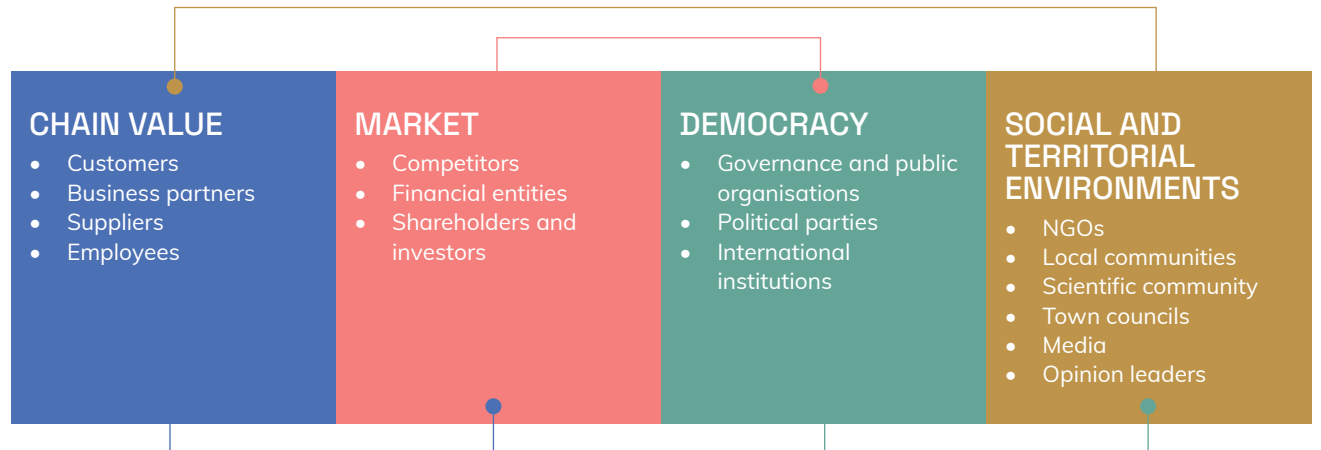 CHAIN VALUE
• Customers
• Business partners
• Suppliers
• Employees
MARKET
• Competitors
• Financial entities
• Shareholders and
investors
DEMOCRACY
• Governance and public
organisations
• Political parties
• International
institutions
SOCIAL AND
TERRITORIAL
ENVIRONMENTS
• NGOs
• Local communities
• Scientific community
• Town councils
• Media
• Opinion leaders